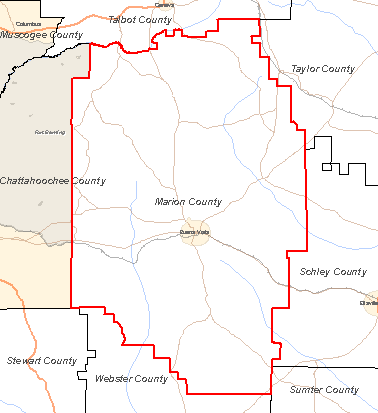 Geneva
Talbot County
Columbus
Muscogee County
Taylor County
Fort Benning
Chattahoochee County
Marion County
Buena Vista
Schley County
Ellaville
Stewart County
Webster County
Sumter County